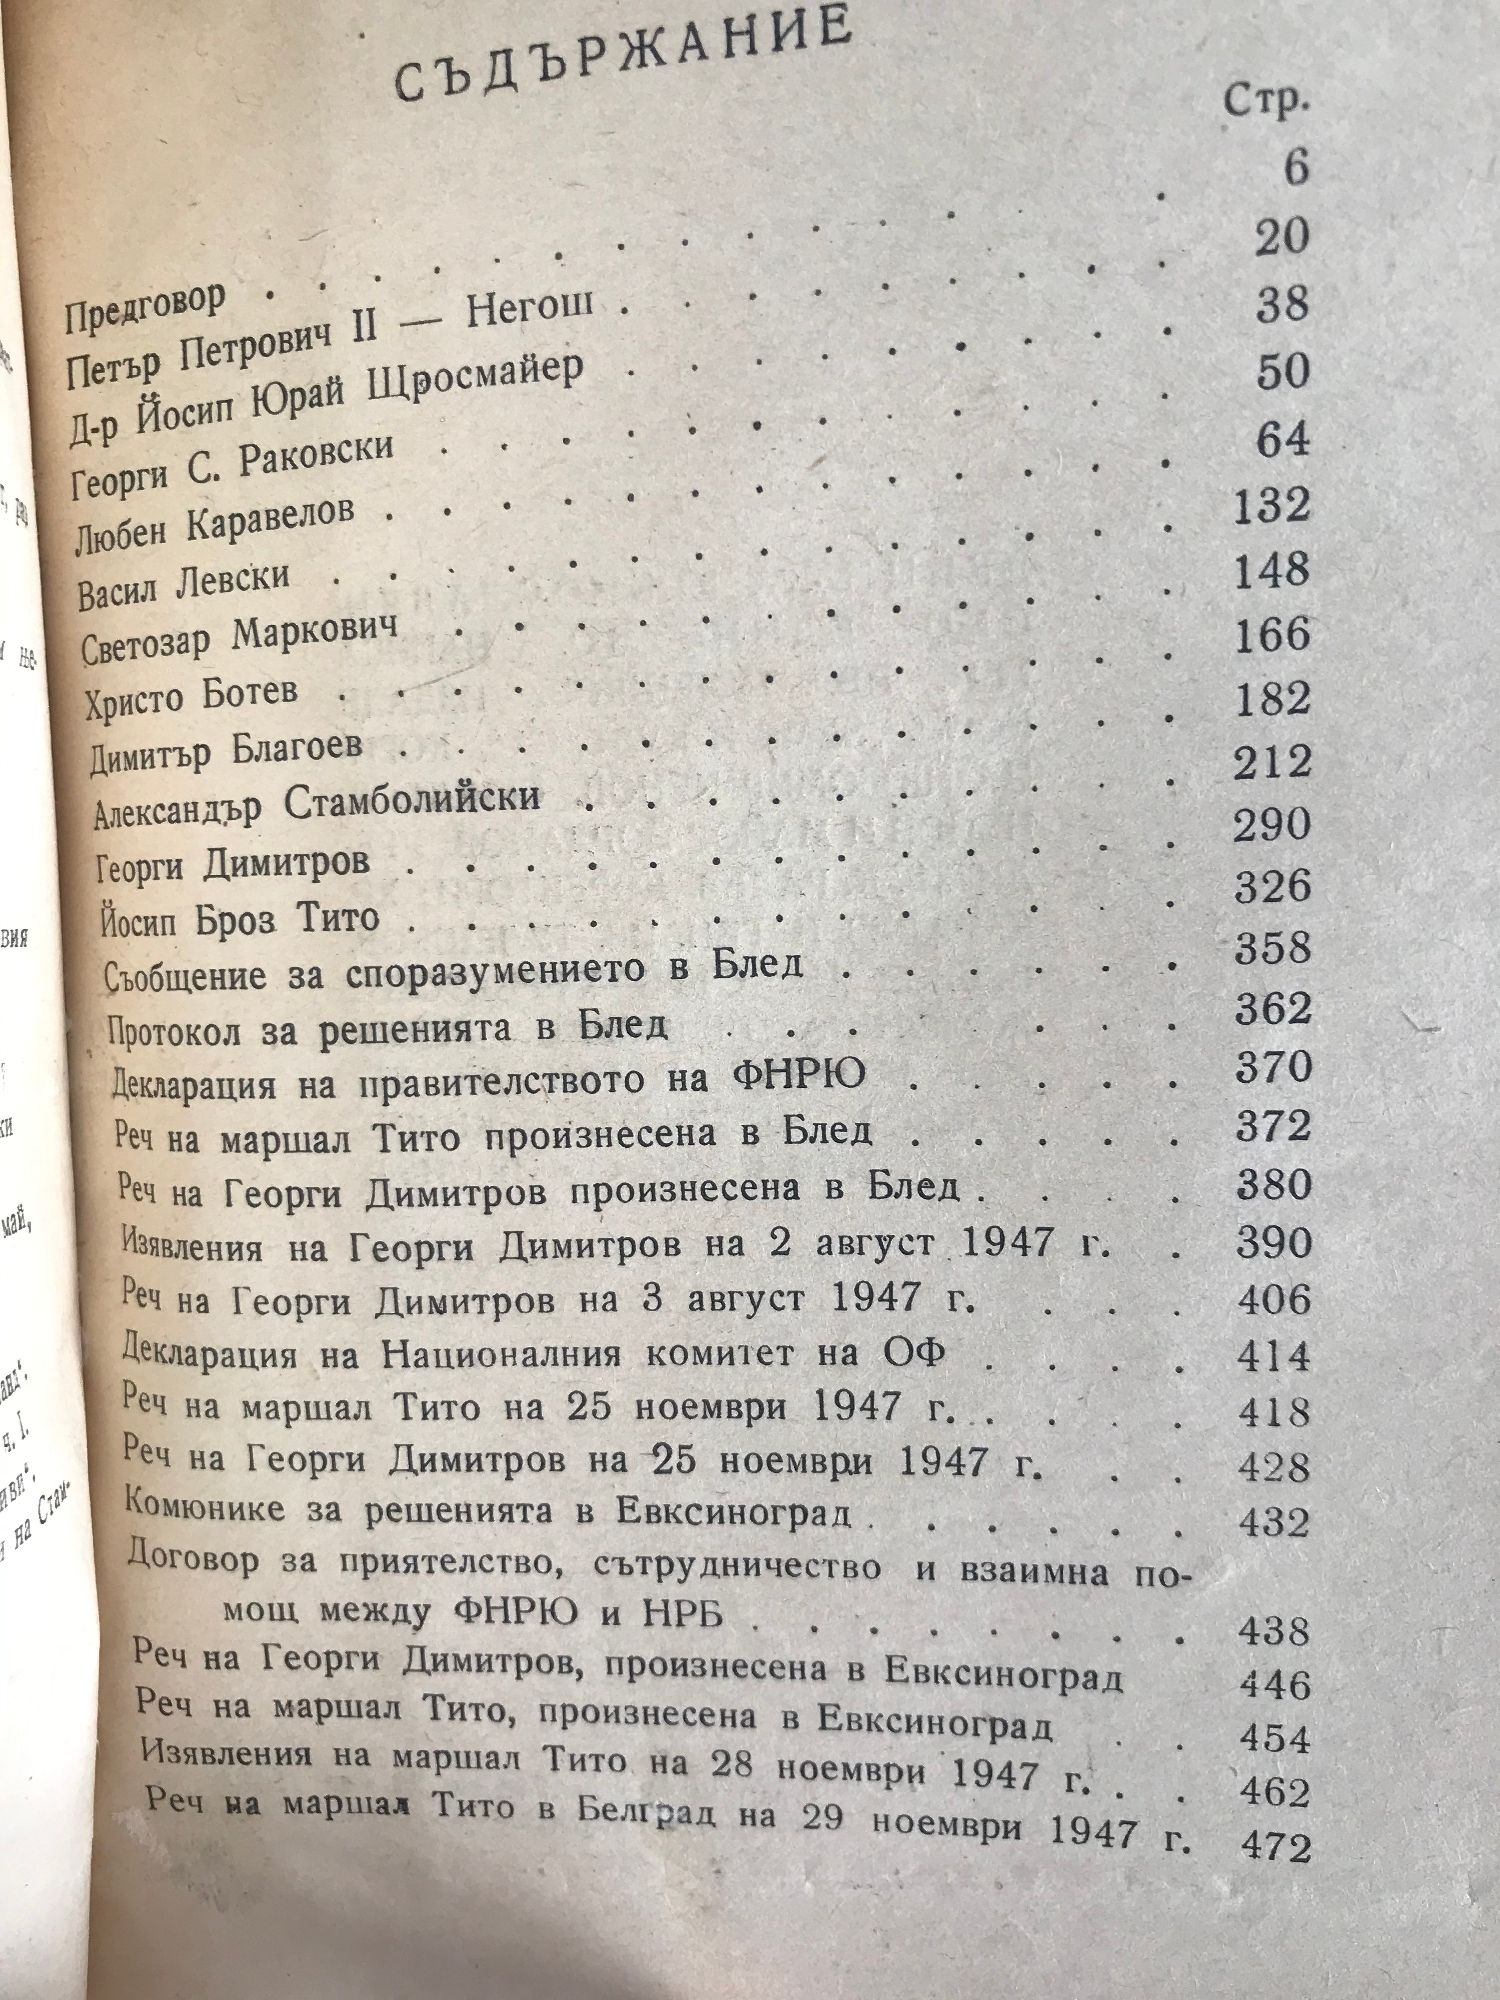 СЪДЪРЖАНИЕ
Стр.
Предговор . . . . . . . . . . . 6
Петър Петрович II — Негош . . . . . . . . 20
Д-р Йосип Юрай Щросмайер . . . . . . . . 38
Георги С. Раковски . . . . . . . . . . 50
Любен Каравелов . . . . . . . . . . . 64
Васил Левски . . . . . . . . . . . . 132
Светозар Маркович . . . . . . . . . . 148
Христо Ботев . . . . . . . . . . . . 166
Димитър Благоев . . . . . . . . . . . 182
Александър Стамболийски . . . . . . . . 212
Георги Димитров . . . . . . . . . . . 290
Йосип Броз Тито . . . . . . . . . . . 326
Съобщение за споразумението в Блед . . . . . 358
Протокол за решенията в Блед . . . . . . 362
Декларация на правителството на ФНРЮ . . . . . 370
Реч на маршал Тито произнесена в Блед . . . . . 372
Реч на Георги Димитров произнесена в Блед . . . . 380
Изявления на Георги Димитров на 2 август 1947 г. . 390
Реч на Георги Димитров на 3 август 1947 г. . . . 406
Декларация на Националния комитет на ОФ . . . . 414
Реч на маршал Тито на 25 ноември 1947 г. . . . . 418
Реч на Георги Димитров на 25 ноември 1947 г. . . 428
Комюнике за решенията в Евксиноград . . . . . . 432
Договор за приятелство, сътрудничество и взаимна по-
мощ между ФНРЮ и НРБ . . . . . . . . 438
Реч на Георги Димитров, произнесена в Евксиноград 446
Реч на маршал Тито, произнесена в Евксиноград . . 454
Изявления на маршал Тито на 28 ноември 1947 г. . . 462
Реч на маршал Тито в Белград на 29 ноември 1947 г. 472
май,
ч. I.
и на Стам-